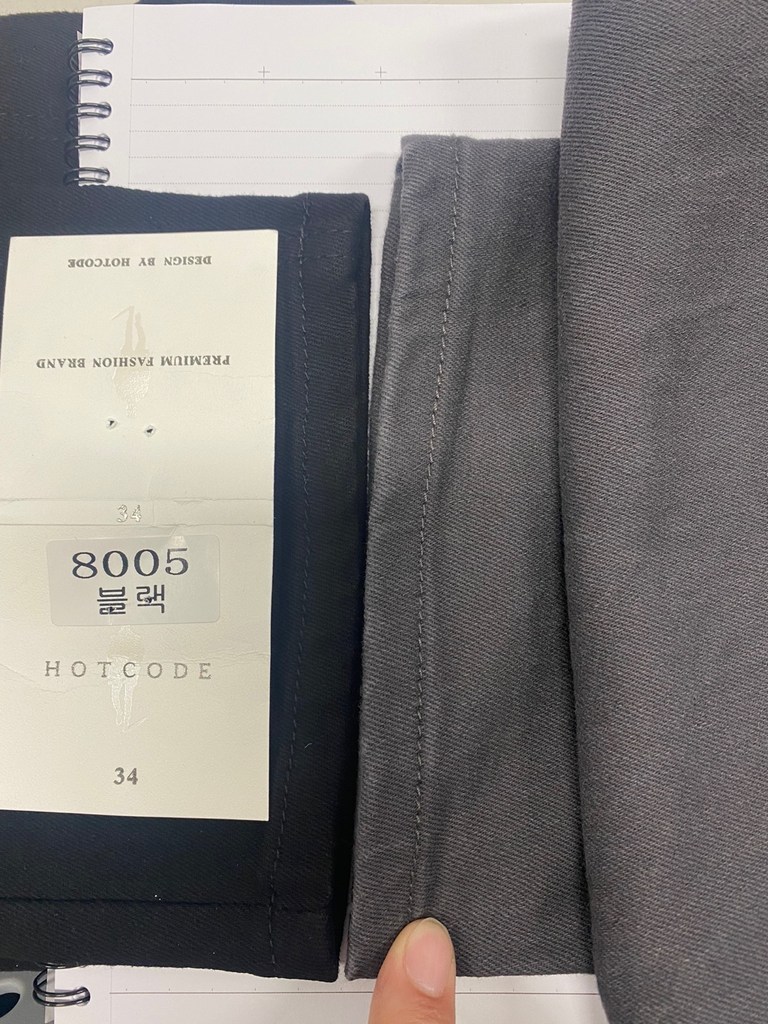 DESIGN BY HOTCODE
PREMIUM FASHION BRAND
34
8005
블랙
HOTCODE
34